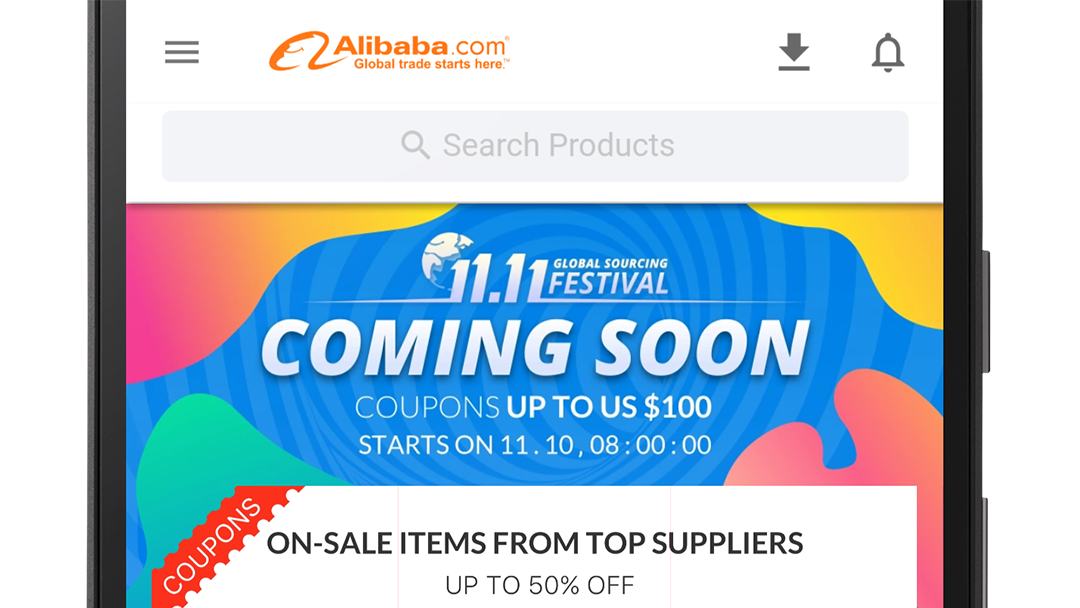 Alibaba.com®
Global trade starts here.™
Search Products
11.11 GLOBAL SOURCING
FESTIVAL
COMING SOON
COUPONS UP TO US $100
STARTS ON 11.10, 08:00:00
COUPONS
ON-SALE ITEMS FROM TOP SUPPLIERS
UP TO 50% OFF